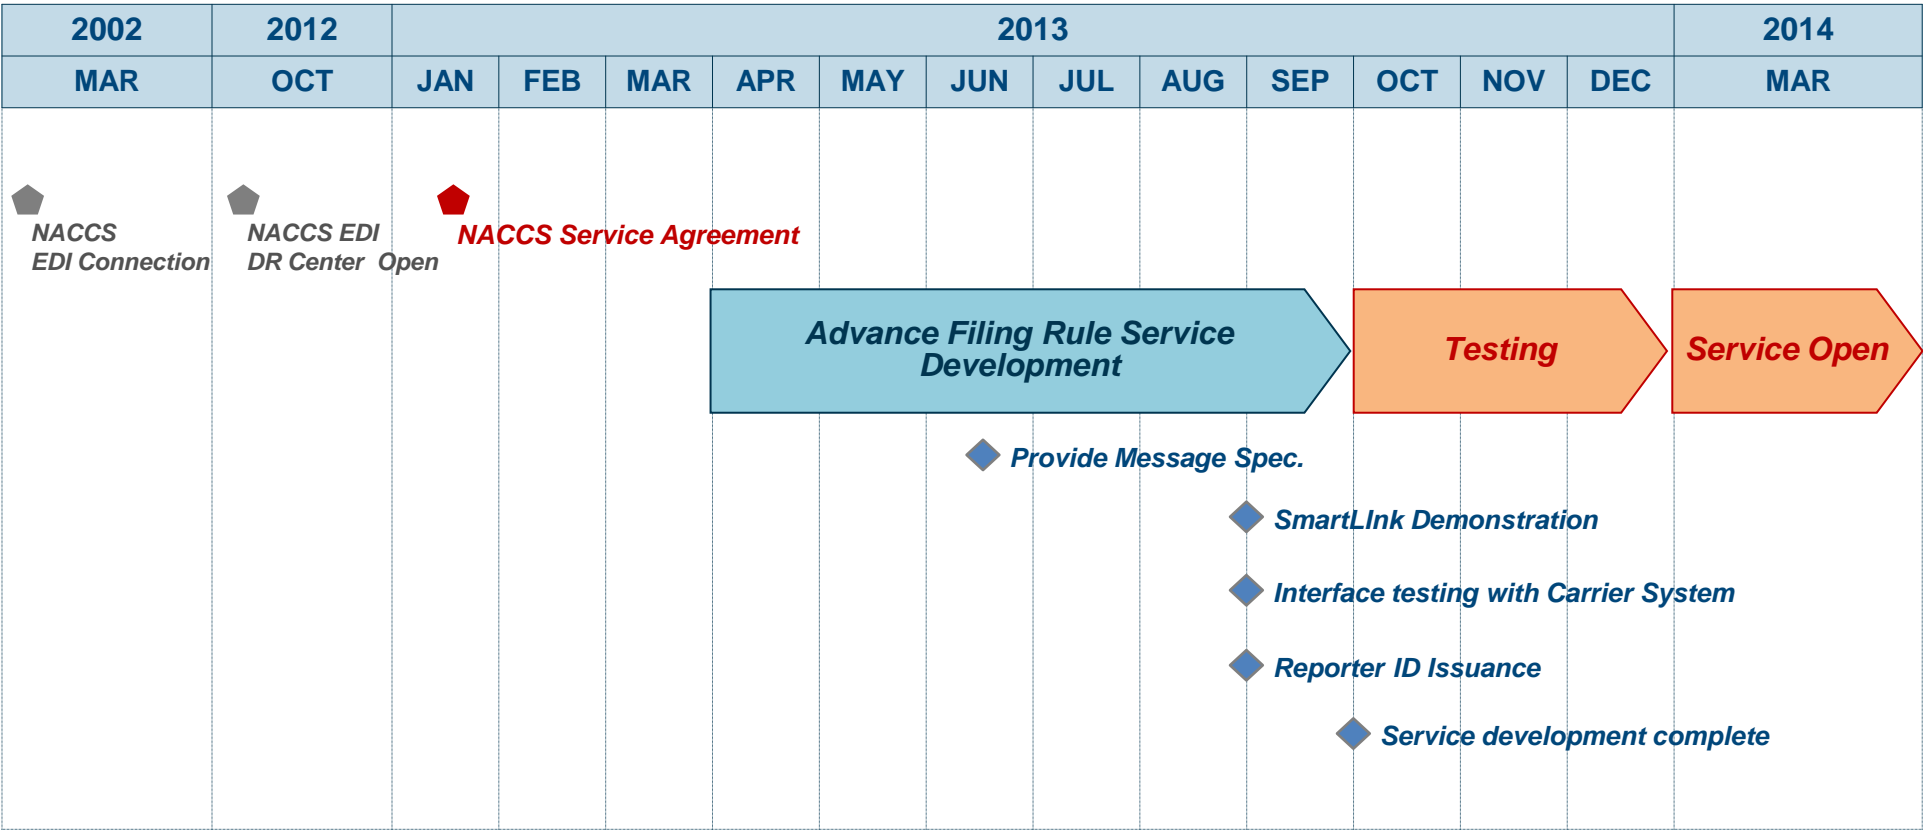 2002 2012 2013 2014
MAR OCT JAN FEB MAR APR MAY JUN JUL AUG SEP OCT NOV DEC MAR
NACCS
EDI Connection
NACCS EDI
DR Center Open
NACCS Service Agreement
Advance Filing Rule Service
Development
Testing
Service Open
Provide Message Spec.
SmartLInk Demonstration
Interface testing with Carrier System
Reporter ID Issuance
Service development complete